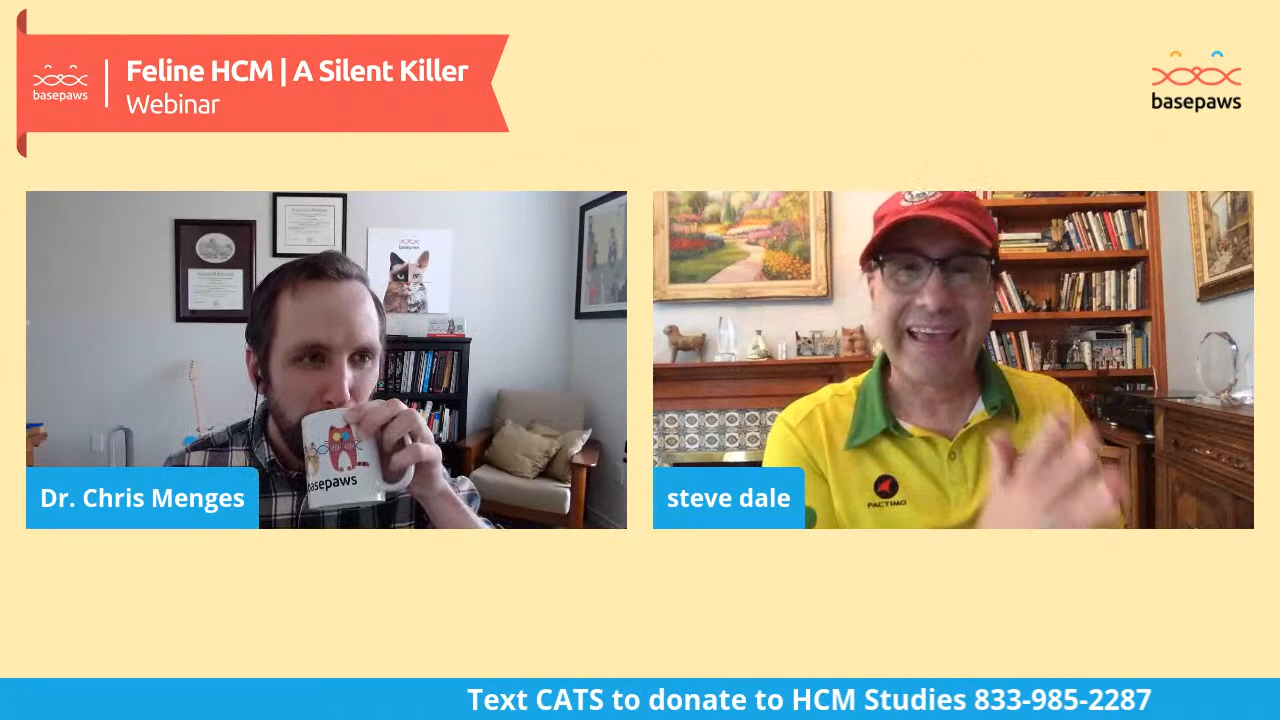 basepaws
Feline HCM | A Silent Killer
Webinar
basepaws
basepaws
basepaws
PACTIMO
Dr. Chris Menges
steve dale
Text CATS to donate to HCM Studies 833-985-2287